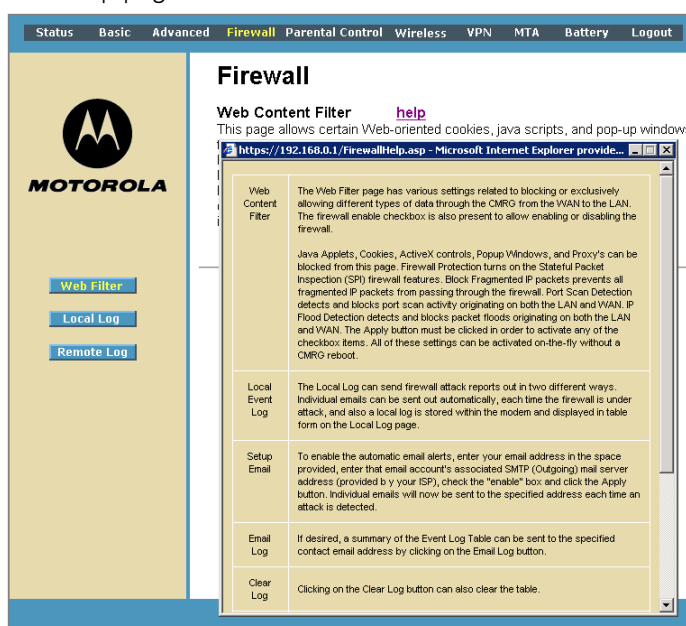 Status Basic Advanced Firewall Parental Control Wireless VPN MTA Battery Logout
Firewall
Web Content Filter help
This page allows certain Web-oriented cookies, java scripts, and pop-up windows
MOTOROLA
Web Filter
Local Log
Remote Log
https://192.168.0.1/FirewallHelp.asp - Microsoft Internet Explorer provide...
Web
Content
Filter
The Web Filter page has various settings related to blocking or exclusively
allowing different types of data through the CMRG from the WAN to the LAN.
The firewall enable checkbox is also present to allow enabling or disabling the
firewall.
Java Applets, Cookies, ActiveX controls, Popup Windows, and Proxy's can be
blocked from this page. Firewall Protection turns on the Stateful Packet
Inspection (SPI) firewall features. Block Fragmented IP packets prevents all
fragmented IP packets from passing through the firewall. Port Scan Detection
detects and blocks port scan activity originating on both the LAN and WAN. IP
Flood Detection detects and blocks packet floods originating on both the LAN
and WAN. The Apply button must be clicked in order to activate any of the
checkbox items. All of these settings can be activated on-the-fly without a
CMRG reboot.
Local
Event
Log
The Local Log can send firewall attack reports out in two different ways.
Individual emails can be sent out automatically, each time the firewall is under
attack, and also a local log is stored within the modem and displayed in table
form on the Local Log page.
Setup
Email
To enable the automatic email alerts, enter your email address in the space
provided, enter that email account's associated SMTP (Outgoing) mail server
address (provided b y your ISP), check the "enable" box and click the Apply
button. Individual emails will now be sent to the specified address each time an
attack is detected.
Email
Log
If desired, a summary of the Event Log Table can be sent to the specified
contact email address by clicking on the Email Log button.
Clear
Log
Clicking on the Clear Log button can also clear the table.